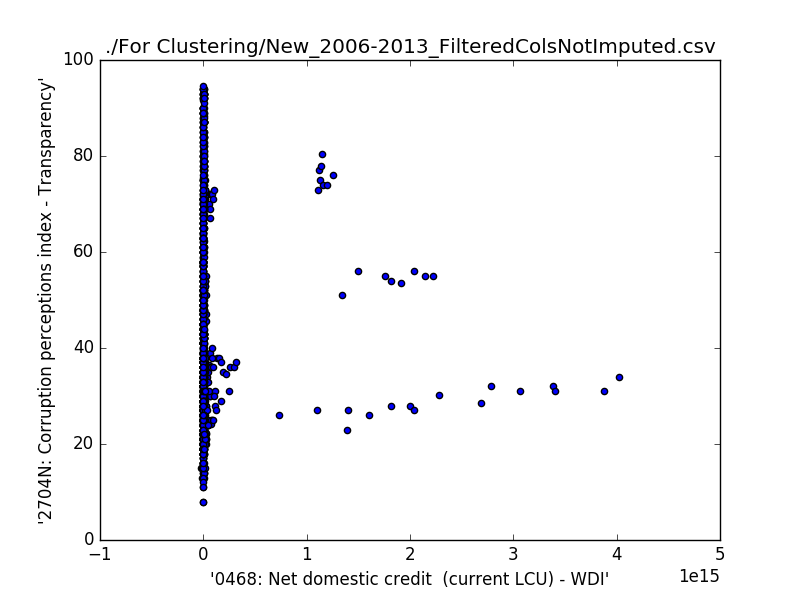 ./For Clustering/New_2006-2013_FilteredColsNotImputed.csv
'2704N: Corruption perceptions index - Transparency'
100
80
60
40
20
0
−1 0 1 2 3 4 5
1e15
'0468: Net domestic credit  (current LCU) - WDI'